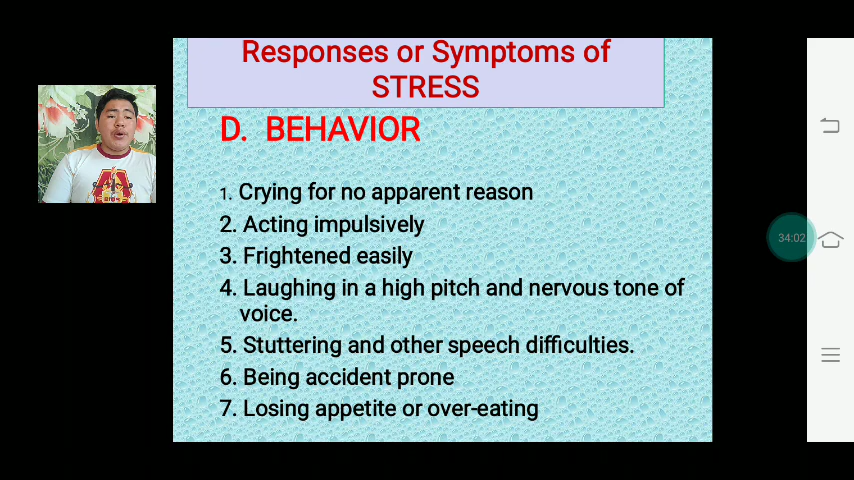 Responses or Symptoms of
STRESS
D. BEHAVIOR
1. Crying for no apparent reason
2. Acting impulsively
3. Frightened easily
4. Laughing in a high pitch and nervous tone of
voice.
5. Stuttering and other speech difficulties.
6. Being accident prone
7. Losing appetite or over-eating
34:02